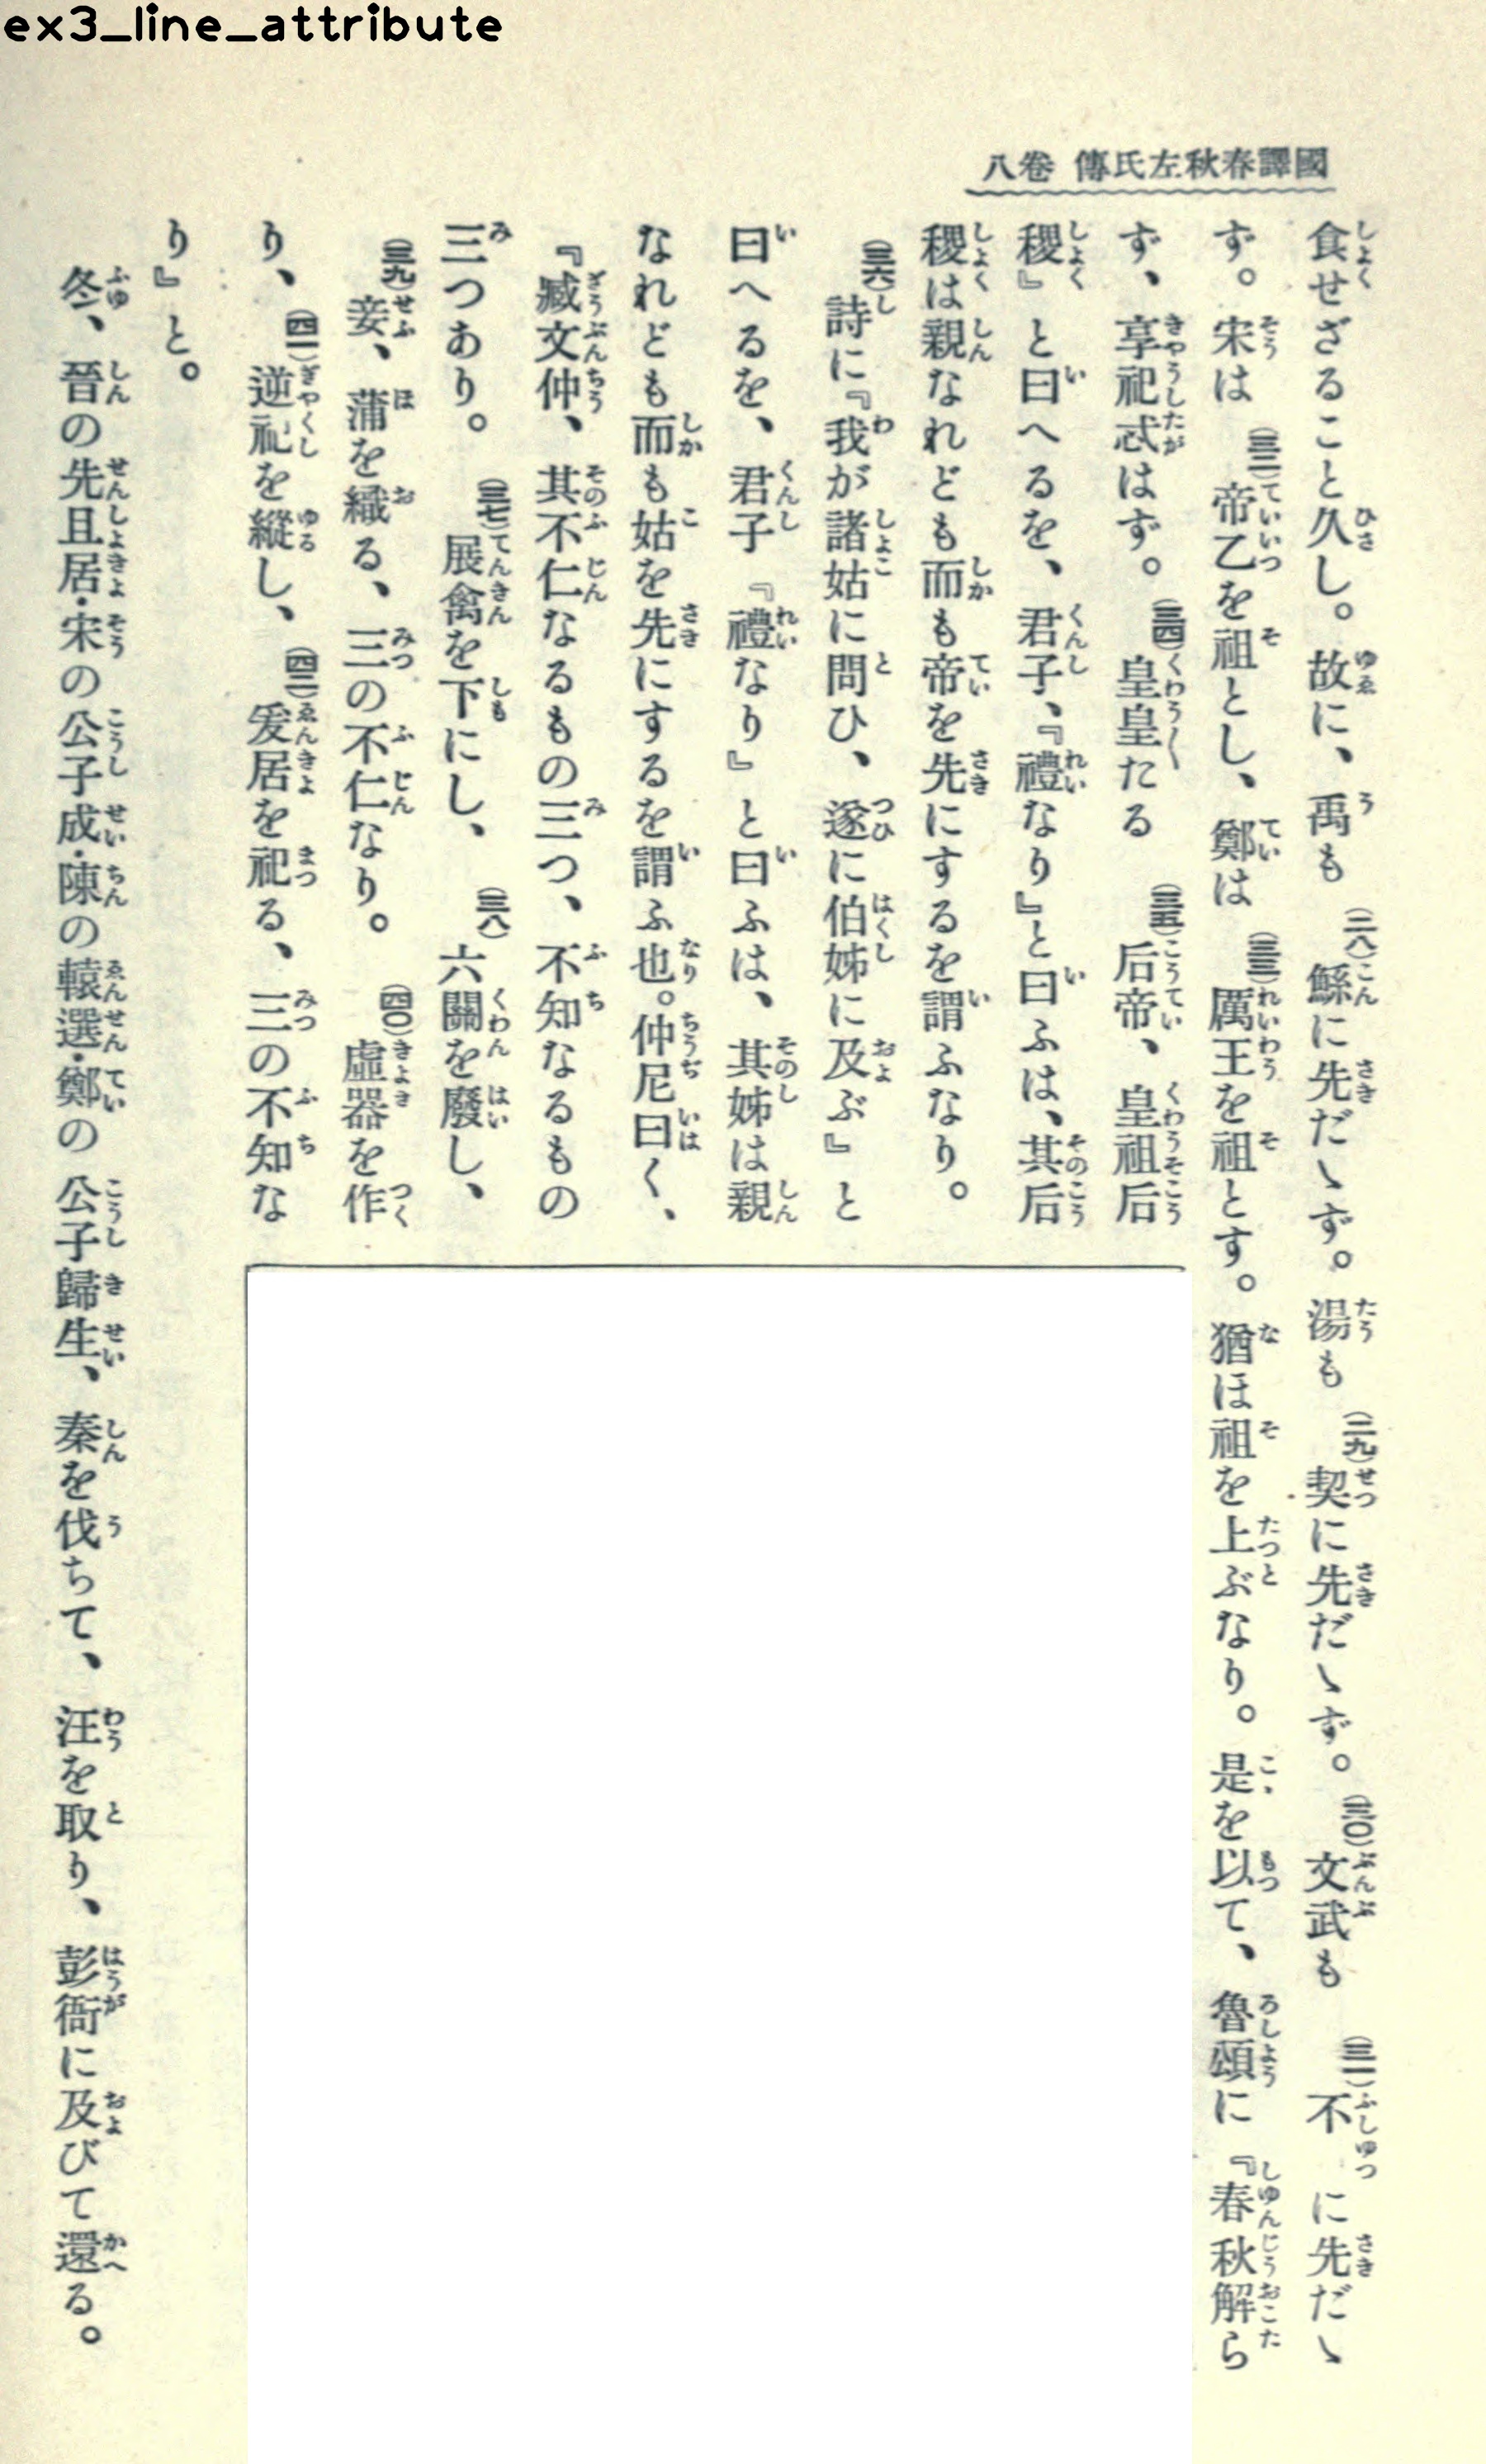 ex3_line_attribute
國譯春秋左氏傳 卷八
食せざること久し。故に、禹も(二八)鯀に先だゝず。湯も(二九)契に先だゝず。(三〇)文武も(三一)不に先だゝ
ず。宋は(三二)帝乙を祖とし、鄭は(三三)厲王を祖とす。猶ほ祖を上ぶなり。是を以て、魯頌に『春秋解ら
ず、享祀忒はず。(三四)皇皇たる(三五)后帝、皇祖后
稷』と曰へるを、君子、『禮なり』と曰ふは、其后
稷は親なれども而も帝を先にするを謂ふなり。
(三六)詩に『我が諸姑に問ひ、遂に伯姊に及ぶ』と
曰へるを、君子『禮なり』と曰ふは、其姊は親
なれども而も姑を先にするを謂ふ也。仲尼曰く、
『臧文仲、其不仁なるもの三つ、不知なるもの
三つあり。(三七)展禽を下にし、(三八)六關を廢し、
(三九)妾、蒲を織る、三の不仁なり。(四〇)虛器を作
り、(四一)逆祀を縱し、(四二)爰居を祀る、三の不知な
り』と。
冬、晉の先且居・宋の公子成・陳の轅選・鄭の公子歸生、秦を伐ちて、汪を取り、彭衙に及びて還る。